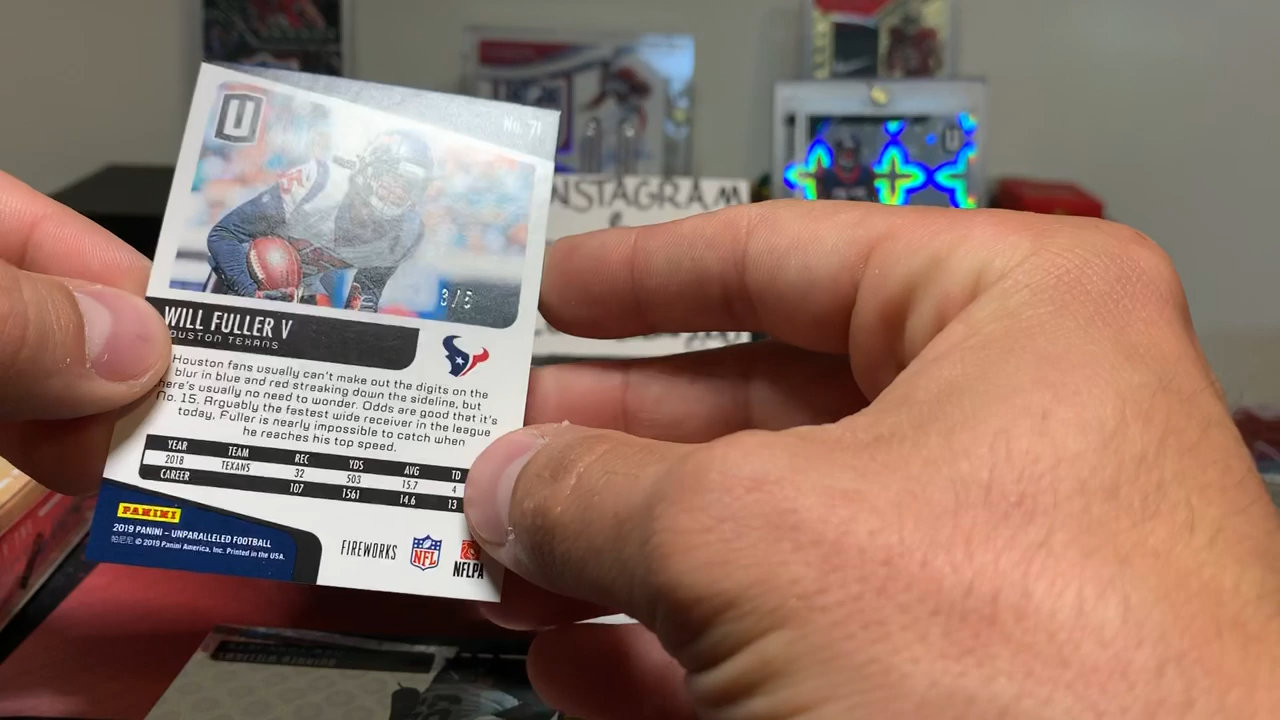 U
No. 71
3/5
WILL FULLER V
HOUSTON TEXANS
Houston fans usually can't make out the digits on the
blur in blue and red streaking down the sideline, but
there's usually no need to wonder. Odds are good that it's
No. 15. Arguably the fastest wide receiver in the league
today, Fuller is nearly impossible to catch when
he reaches his top speed.
YEAR TEAM REC YDS AVG TD
2018 TEXANS 32 503 15.7 4
CAREER 107 1561 14.6 13
PANINI
2019 PANINI – UNPARALLELED FOOTBALL
帕尼尼 © 2019 Panini America, Inc. Printed in the USA.
FIREWORKS
NFL
NFLPA
INSTAGRAM
&
U